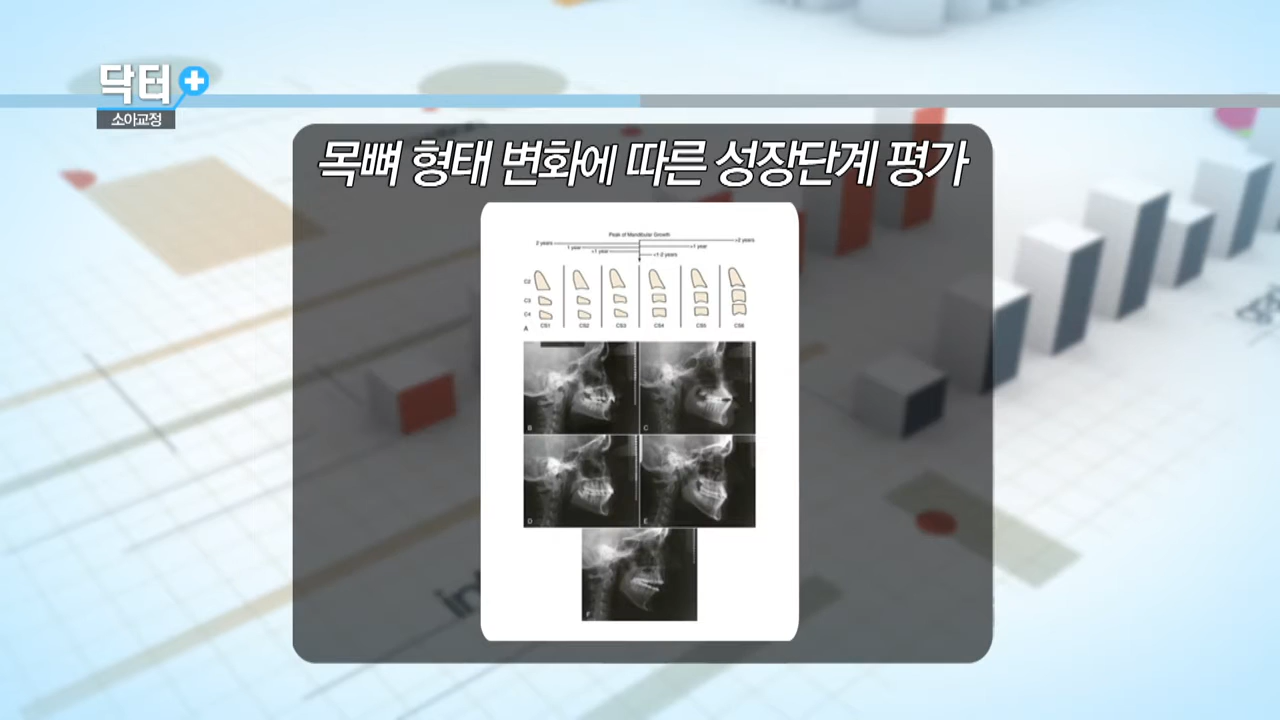 닥터
소아교정
목뼈 형태 변화에 따른 성장단계 평가
Peak of Mandibular Growth
2 years
>2 years
1 year
<1 year
C2
C3
C4
A
CS1 CS2 CS3 CS4 CS5 CS6
B
C
D
E
F